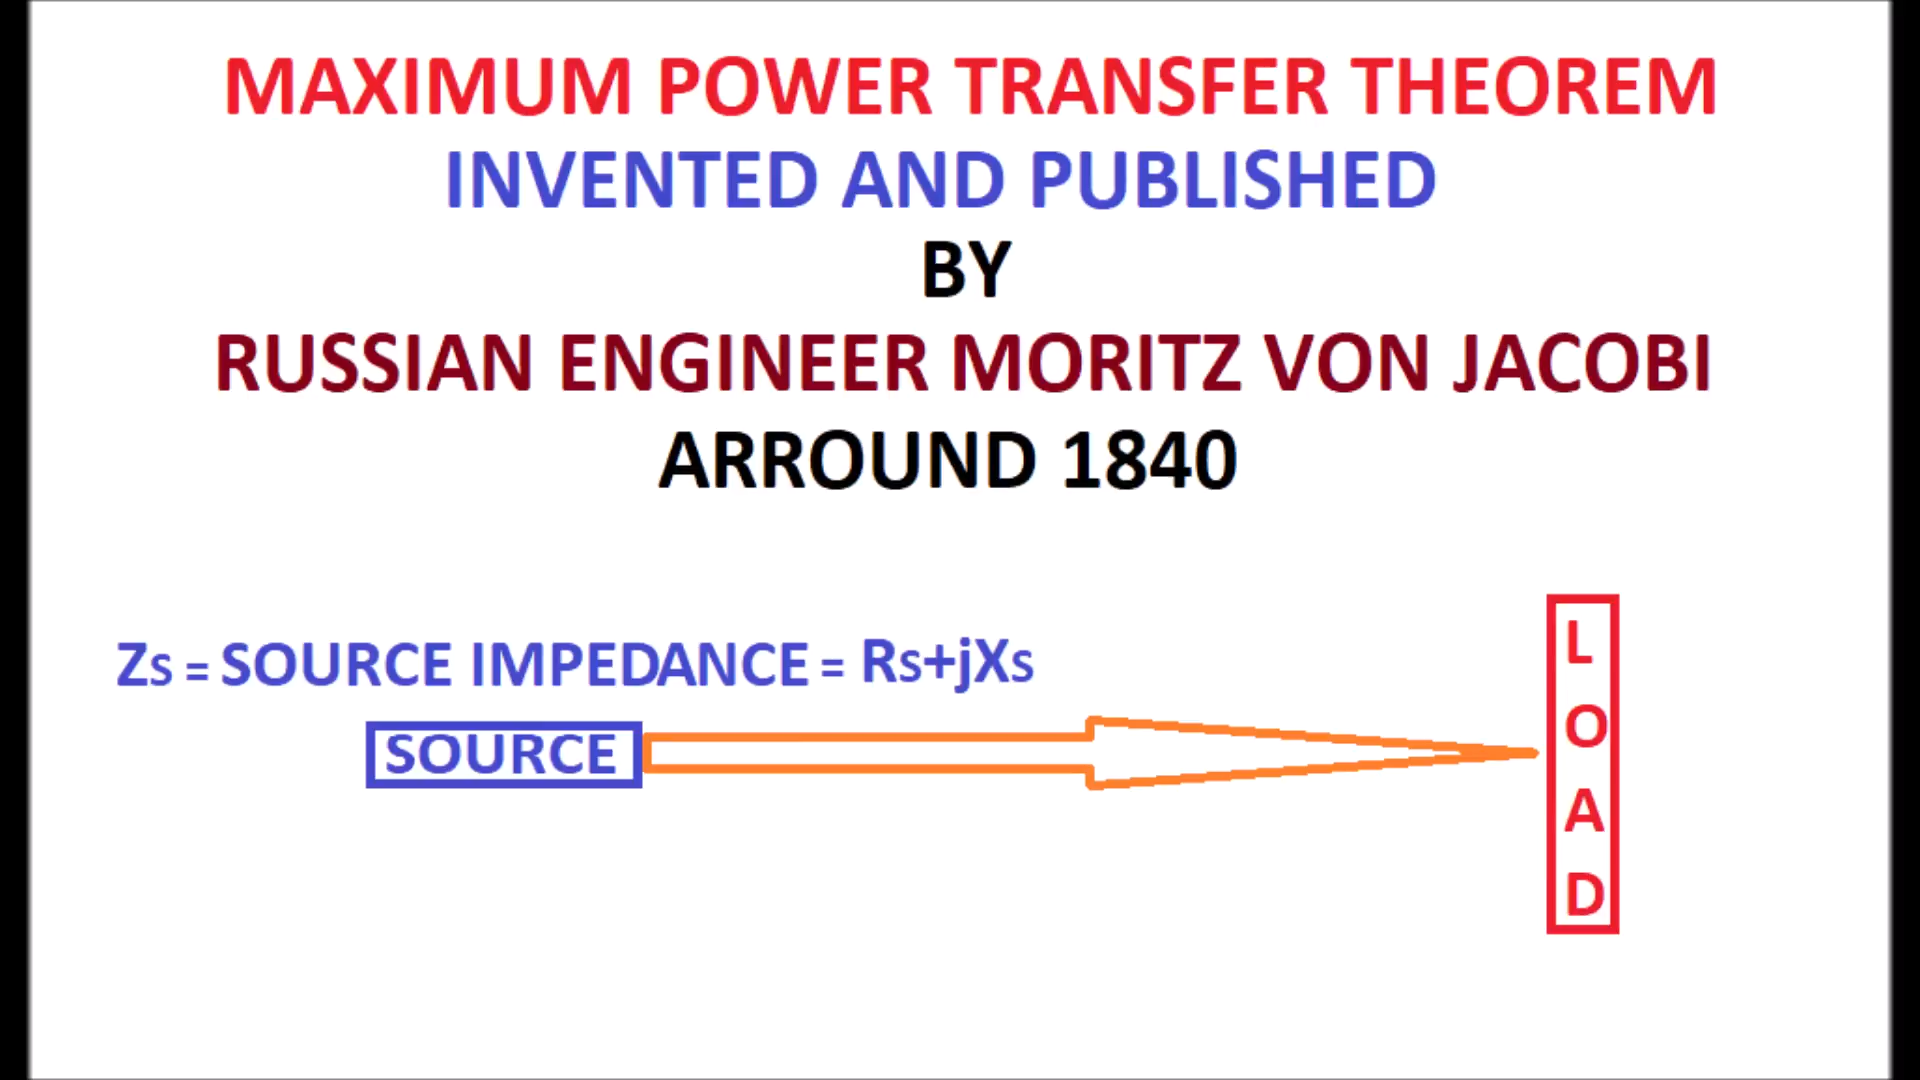 MAXIMUM POWER TRANSFER THEOREM
INVENTED AND PUBLISHED
BY
RUSSIAN ENGINEER MORITZ VON JACOBI
ARROUND 1840
Zs = SOURCE IMPEDANCE = Rs+jXs
SOURCE
LOAD